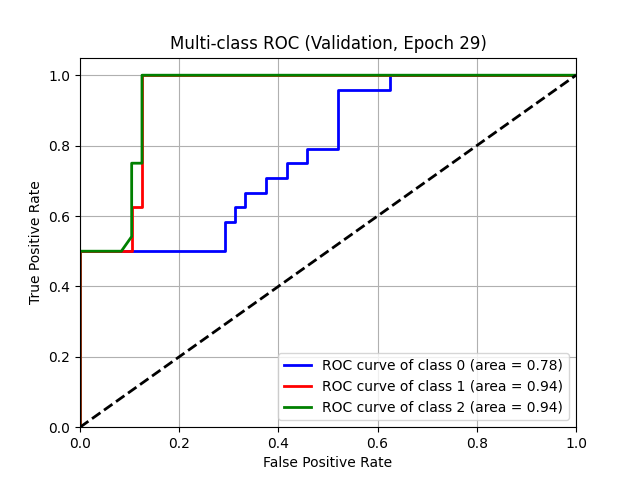 Multi-class ROC (Validation, Epoch 29)
1.0
0.8
0.6
0.4
0.2
0.0
True Positive Rate
ROC curve of class 0 (area = 0.78)
ROC curve of class 1 (area = 0.94)
ROC curve of class 2 (area = 0.94)
0.0 0.2 0.4 0.6 0.8 1.0
False Positive Rate